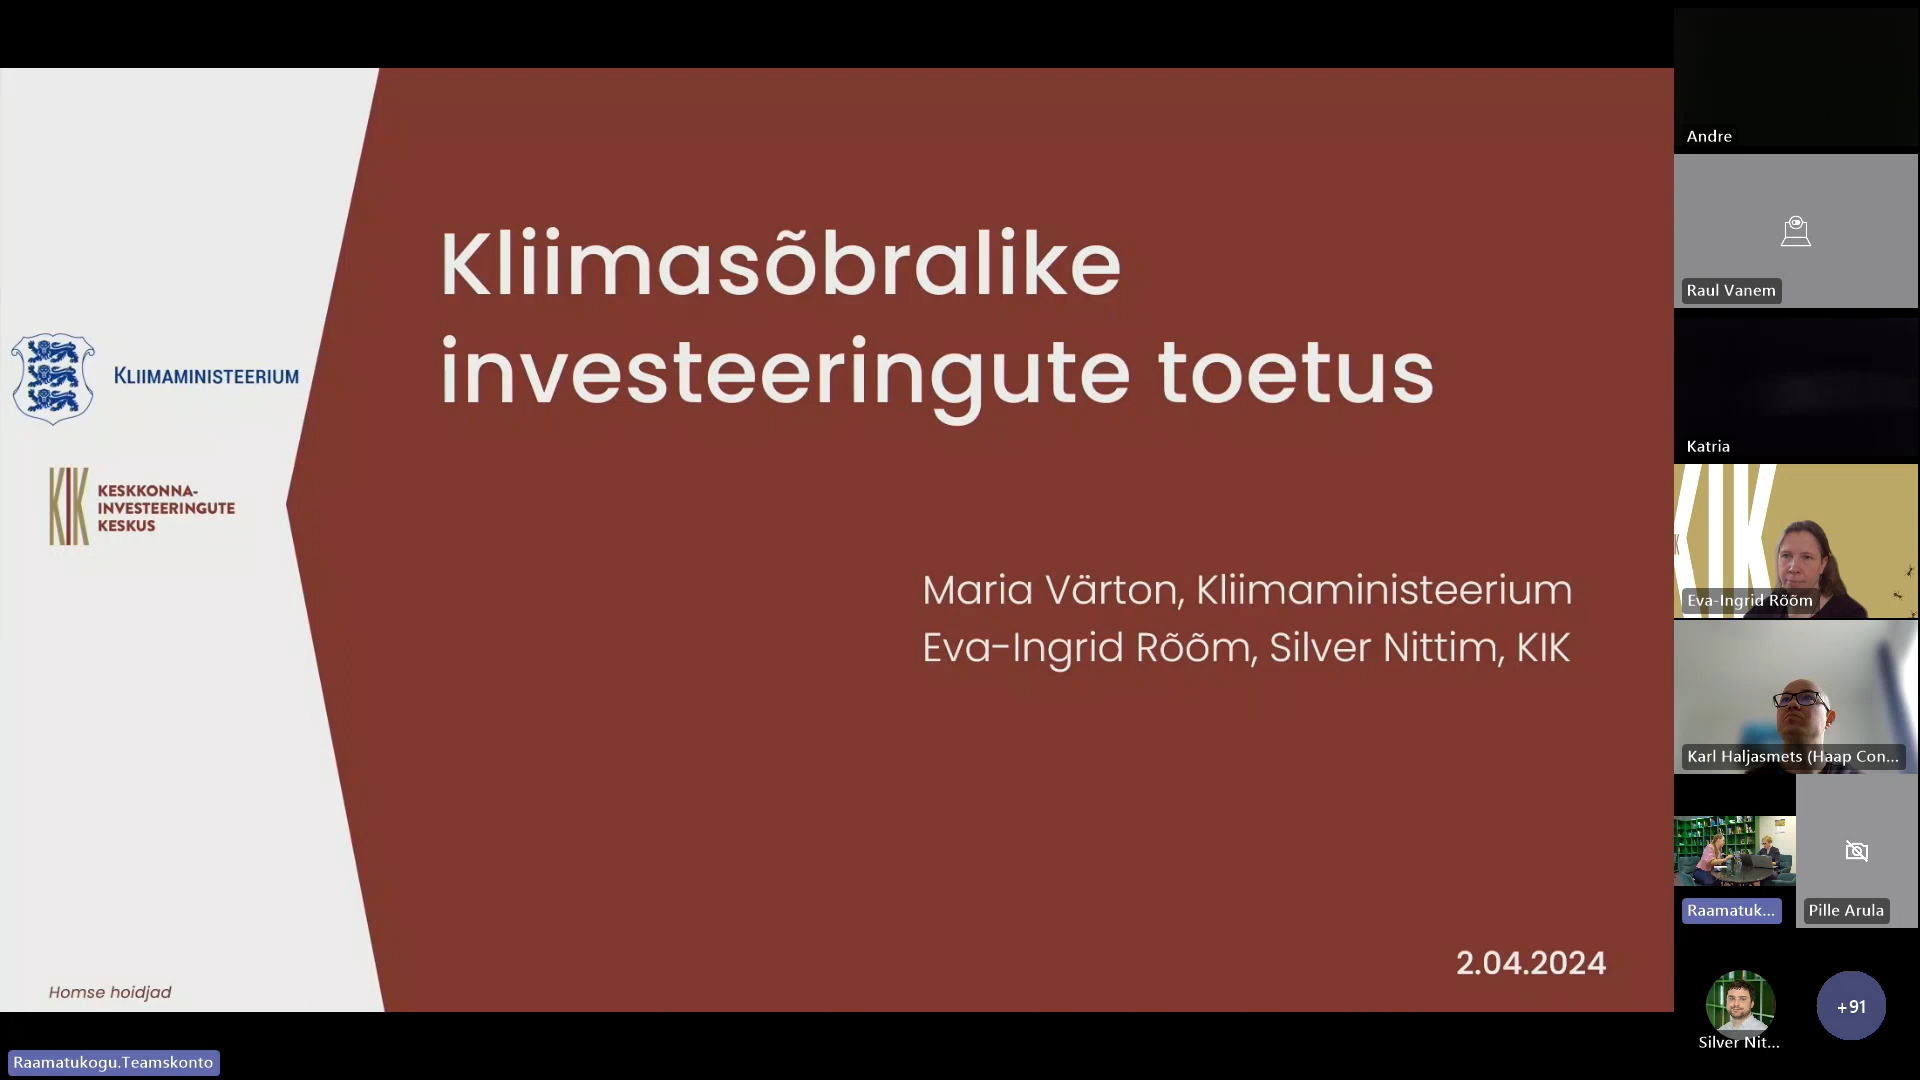 Kliimasõbralike
investeeringute toetus
KLIIMAMINISTEERIUM
KIK
KESKKONNA-
INVESTEERINGUTE
KESKUS
Maria Värton, Kliimaministeerium
Eva-Ingrid Rõõm, Silver Nittim, KIK
2.04.2024
Homse hoidjad
Raamatukogu.Teamskonto
Andre
Raul Vanem
Katria
KIK
Eva-Ingrid Rõõm
Karl Haljasmets (Haap Con...
Raamatuk...
Pille Arula
Silver Nit...
+91